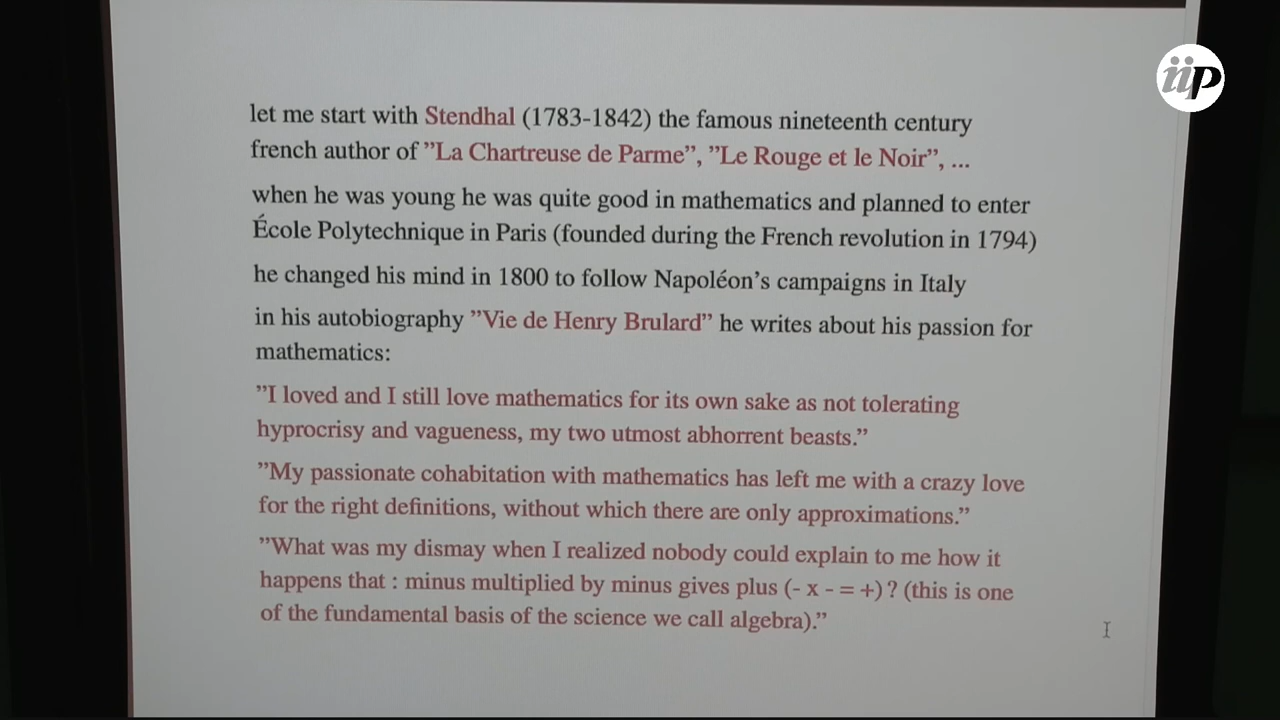 iip
let me start with Stendhal (1783-1842) the famous nineteenth century
french author of ”La Chartreuse de Parme”, ”Le Rouge et le Noir”, ...
when he was young he was quite good in mathematics and planned to enter
École Polytechnique in Paris (founded during the French revolution in 1794)
he changed his mind in 1800 to follow Napoléon’s campaigns in Italy
in his autobiography ”Vie de Henry Brulard” he writes about his passion for
mathematics:
”I loved and I still love mathematics for its own sake as not tolerating
hyprocrisy and vagueness, my two utmost abhorrent beasts.”
”My passionate cohabitation with mathematics has left me with a crazy love
for the right definitions, without which there are only approximations.”
”What was my dismay when I realized nobody could explain to me how it
happens that : minus multiplied by minus gives plus (- x - = +) ? (this is one
of the fundamental basis of the science we call algebra).”